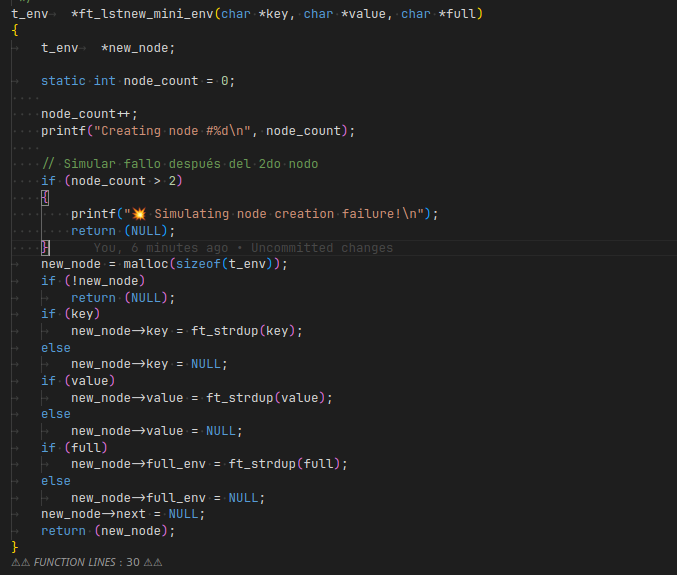 t_env *ft_lstnew_mini_env(char *key, char *value, char *full)
{
t_env *new_node;
static int node_count = 0;
node_count++;
printf("Creating node #%d\n", node_count);
// Simular fallo después del 2do nodo
if (node_count > 2)
{
printf("💥 Simulating node creation failure!\n");
return (NULL);
} You, 6 minutes ago • Uncommitted changes
new_node = malloc(sizeof(t_env));
if (!new_node)
return (NULL);
if (key)
new_node->key = ft_strdup(key);
else
new_node->key = NULL;
if (value)
new_node->value = ft_strdup(value);
else
new_node->value = NULL;
if (full)
new_node->full_env = ft_strdup(full);
else
new_node->full_env = NULL;
new_node->next = NULL;
return (new_node);
}
⚠⚠ FUNCTION LINES : 30 ⚠⚠